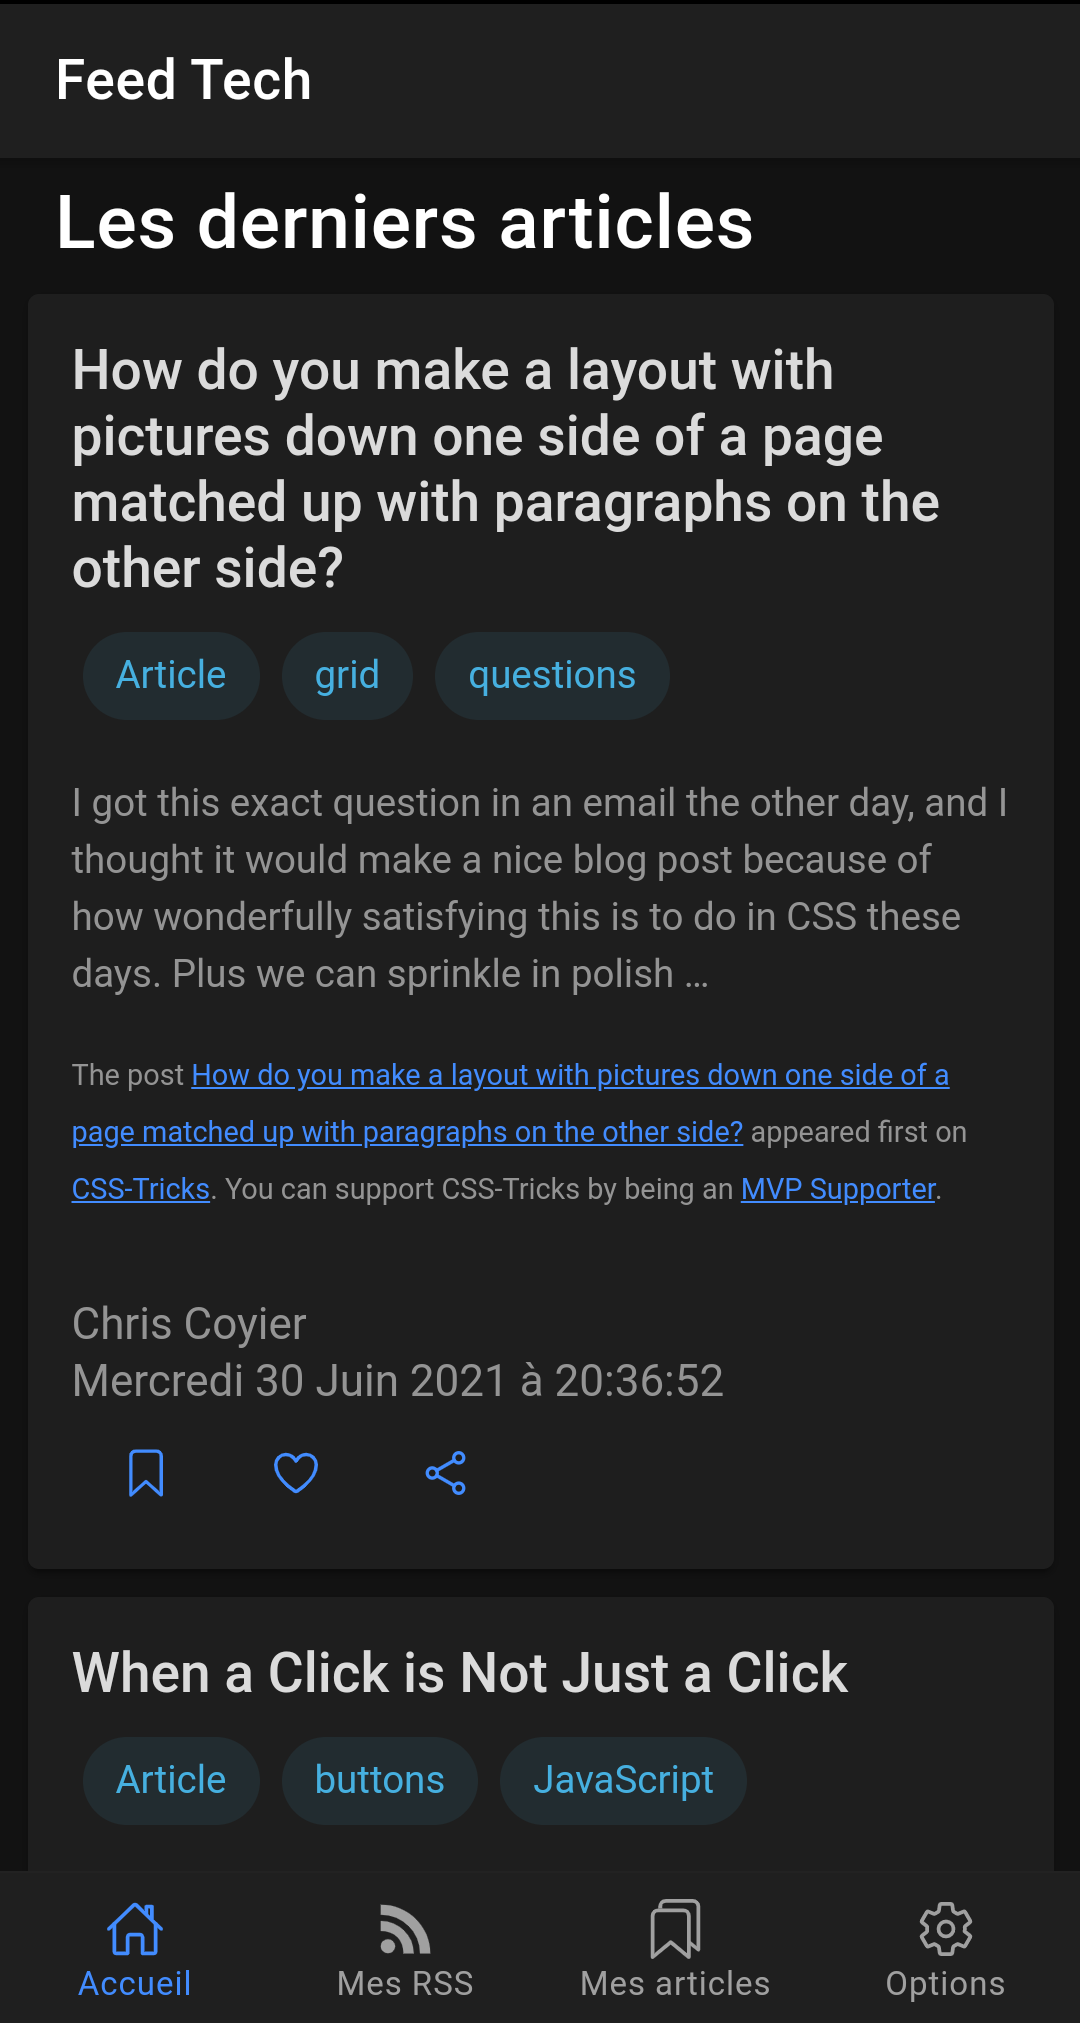 Feed Tech
Les derniers articles
How do you make a layout with
pictures down one side of a page
matched up with paragraphs on the
other side?
Article grid questions
I got this exact question in an email the other day, and I
thought it would make a nice blog post because of
how wonderfully satisfying this is to do in CSS these
days. Plus we can sprinkle in polish …
The post How do you make a layout with pictures down one side of a
page matched up with paragraphs on the other side? appeared first on
CSS-Tricks. You can support CSS-Tricks by being an MVP Supporter.
Chris Coyier
Mercredi 30 Juin 2021 à 20:36:52
When a Click is Not Just a Click
Article buttons JavaScript
Accueil Mes RSS Mes articles Options